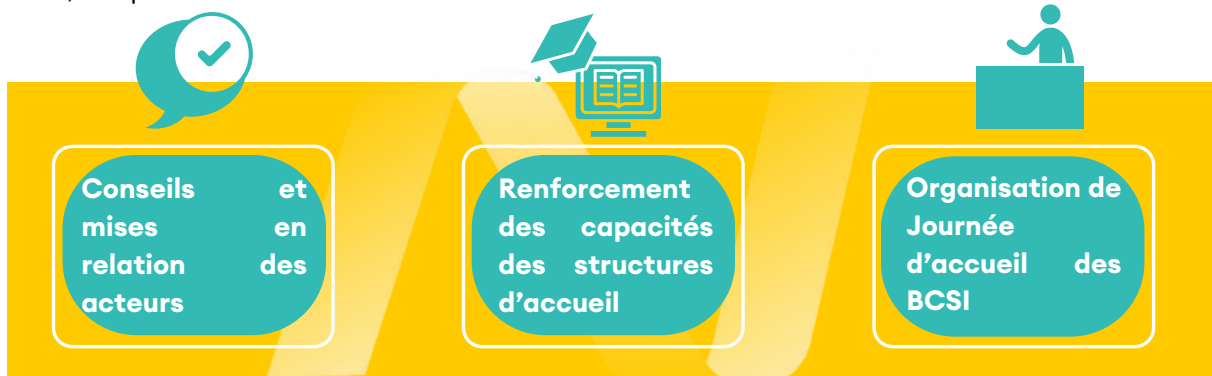 Conseils et
mises en
relation des
acteurs
Renforcement
des capacités
des structures
d'accueil
Organisation de
Journée
d'accueil des
BCSI